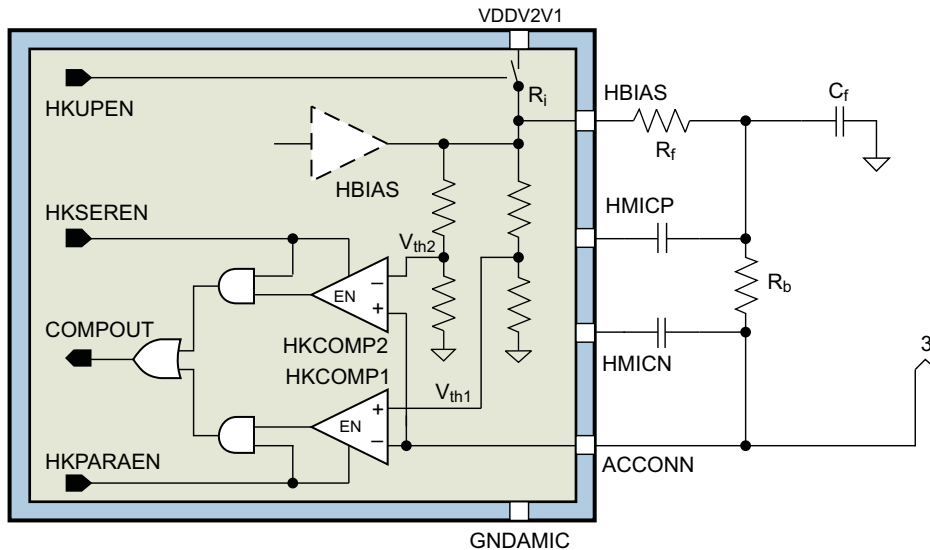 VDDV2V1
HKUPEN
Ri
HBIAS
Cf
Rf
HBIAS
HMICP
HKSEREN
Vth2
Rb
EN
−
+
COMPOUT
HKCOMP2
HMICN
HKCOMP1
Vth1
3
+
EN
−
HKPARAEN
ACCONN
GNDAMIC